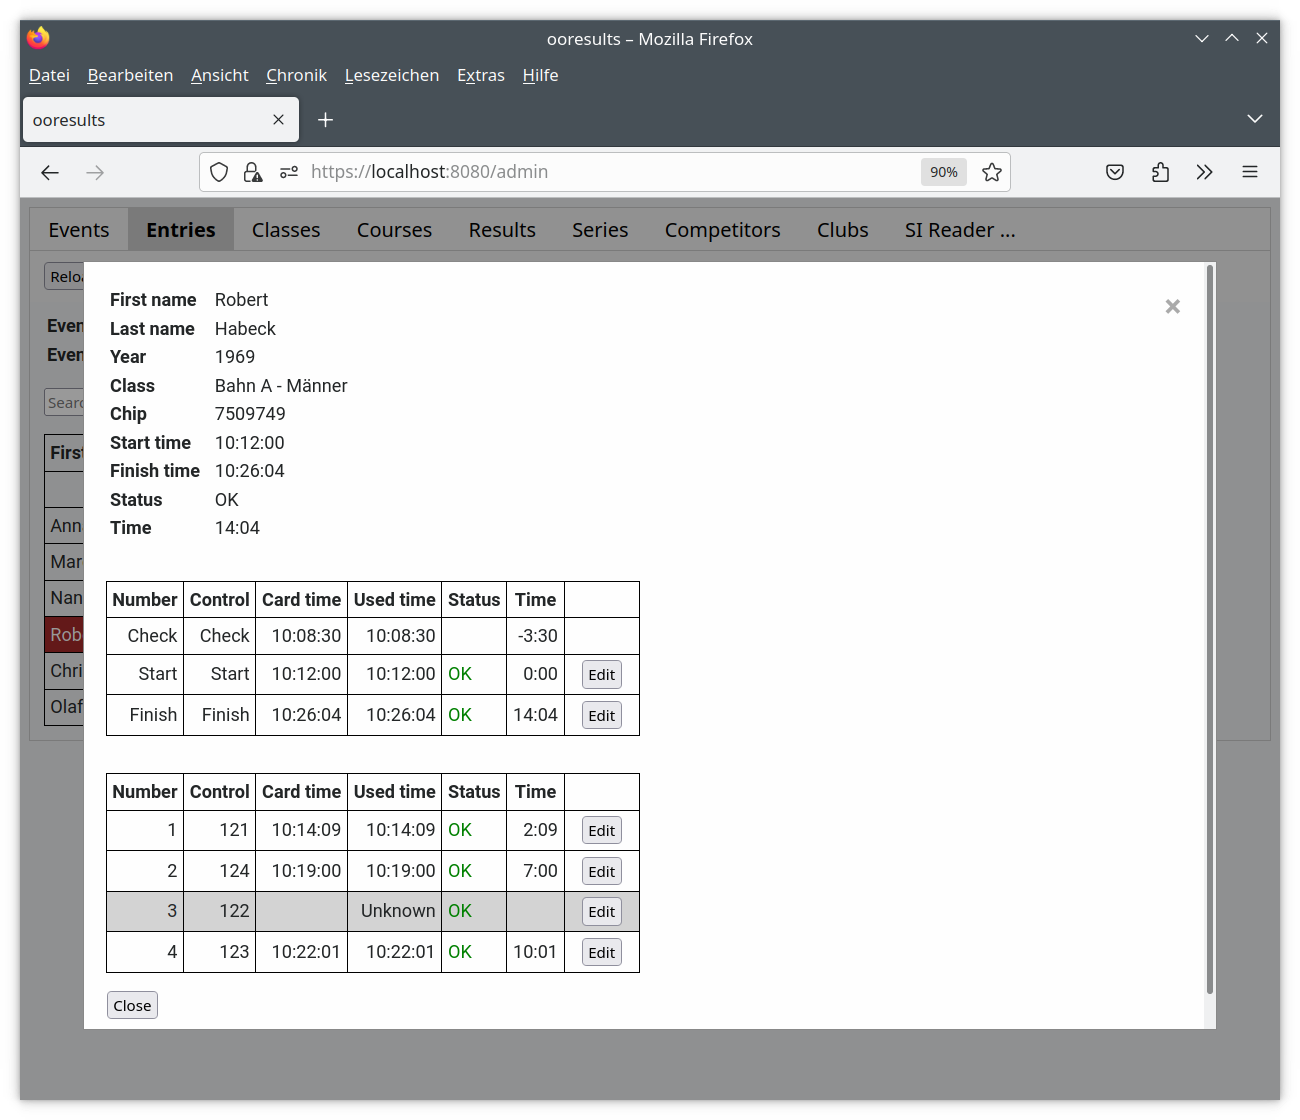 ooresults – Mozilla Firefox
Datei Bearbeiten Ansicht Chronik Lesezeichen Extras Hilfe
ooresults
https://localhost:8080/admin 90%
Events Entries Classes Courses Results Series Competitors Clubs SI Reader ...
Reloa
Even
Even
Searc
First
Ann
Mar
Nan
Rob
Chri
Olaf
First name Robert
Last name Habeck
Year 1969
Class Bahn A - Männer
Chip 7509749
Start time 10:12:00
Finish time 10:26:04
Status OK
Time 14:04
Number Control Card time Used time Status Time
Check Check 10:08:30 10:08:30 -3:30
Start Start 10:12:00 10:12:00 OK 0:00 Edit
Finish Finish 10:26:04 10:26:04 OK 14:04 Edit
Number Control Card time Used time Status Time
1 121 10:14:09 10:14:09 OK 2:09 Edit
2 124 10:19:00 10:19:00 OK 7:00 Edit
3 122 Unknown OK Edit
4 123 10:22:01 10:22:01 OK 10:01 Edit
Close